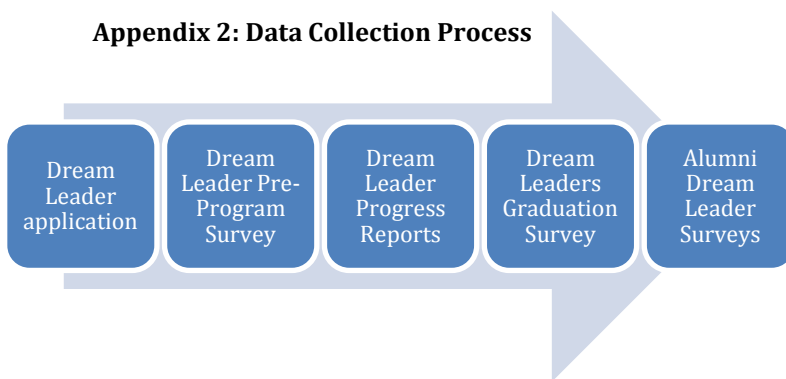 Appendix 2: Data Collection Process
Dream
Leader
application
Dream
Leader Pre-
Program
Survey
Dream
Leader
Progress
Reports
Dream
Leaders
Graduation
Survey
Alumni
Dream
Leader
Surveys